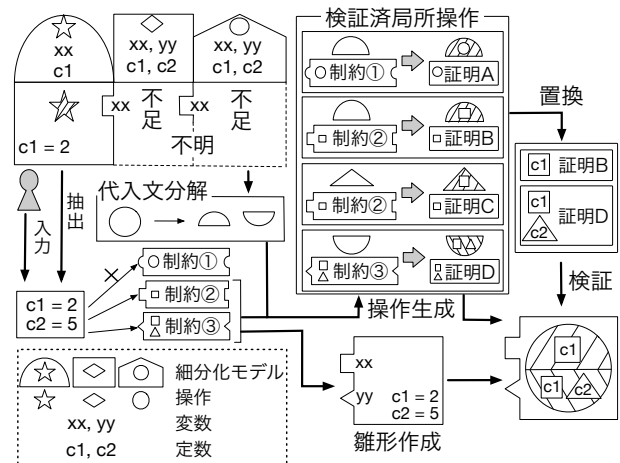 xx
c1
xx, yy
c1, c2
xx, yy
c1, c2
c1 = 2
xx
不足
xx
不足
不明
入力
抽出
代入文分解
c1 = 2
c2 = 5
制約①
制約②
制約③
検証済局所操作
制約①
証明A
制約②
証明B
制約②
証明C
制約③
証明D
操作生成
置換
c1 証明B
c1
c2
証明D
検証
xx
yy
c1 = 2
c2 = 5
雛形作成
c1
c1
c2
細分化モデル
操作
xx, yy 変数
c1, c2 定数